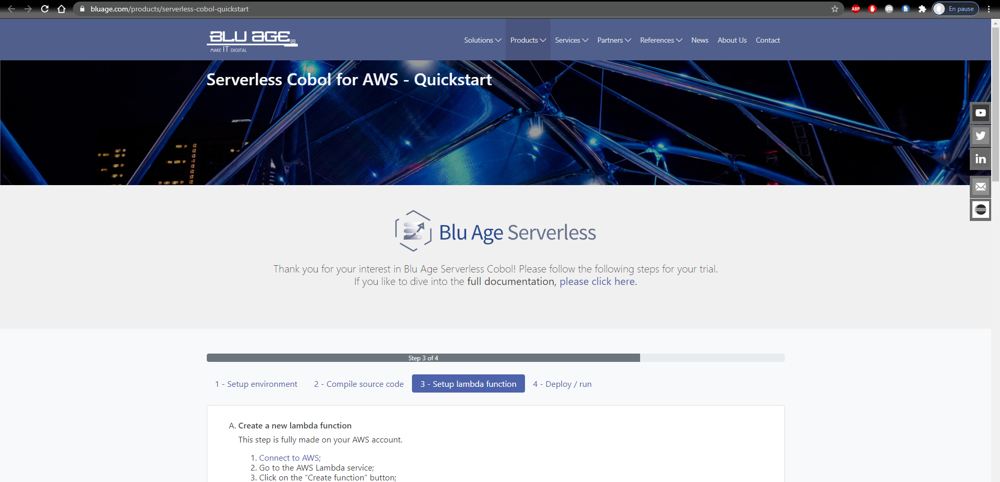 bluage.com/products/serverless-cobol-quickstart
ABP
En pause
BLU AGE
MAKE IT DIGITAL
Solutions
Products
Services
Partners
References
News
About Us
Contact
Serverless Cobol for AWS - Quickstart
Blu Age Serverless
Thank you for your interest in Blu Age Serverless Cobol! Please follow the following steps for your trial.
If you like to dive into the full documentation, please click here.
Step 3 of 4
1 - Setup environment
2 - Compile source code
3 - Setup lambda function
4 - Deploy / run
A. Create a new lambda function
This step is fully made on your AWS account.
1. Connect to AWS;
2. Go to the AWS Lambda service;
3. Click on the “Create function” button;